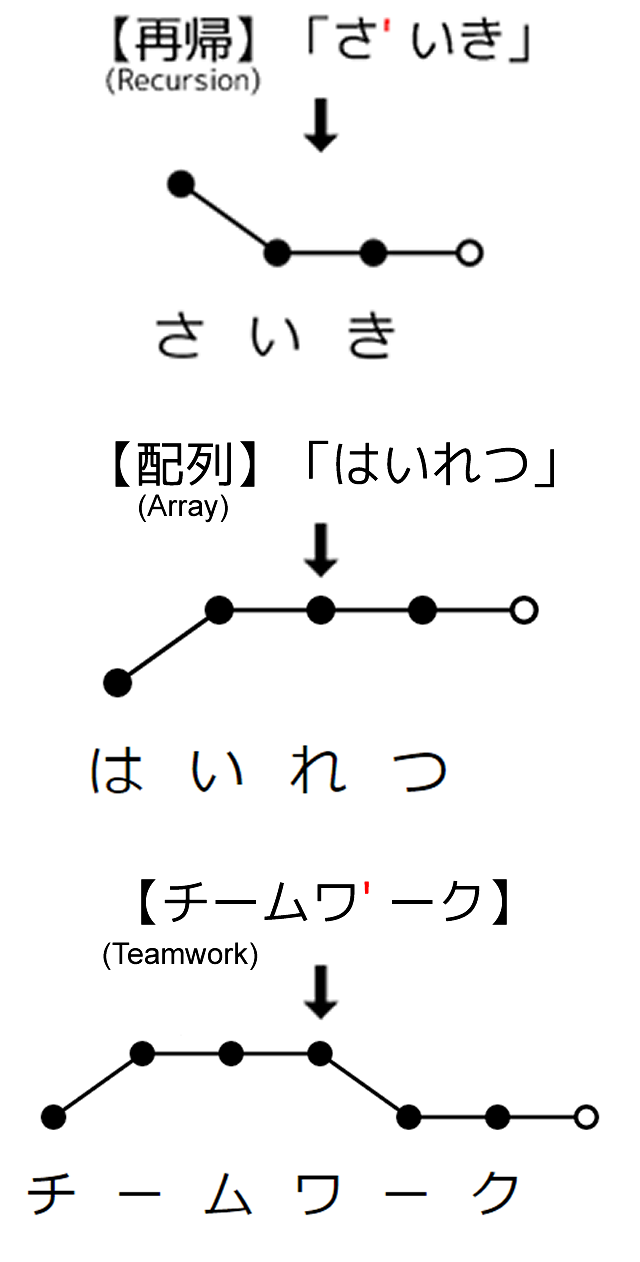 【再帰】「さ'いき」
(Recursion)
さいき
【配列】「はいれつ」
(Array)
はいれつ
【チームワ'ーク】
(Teamwork)
チームワーク